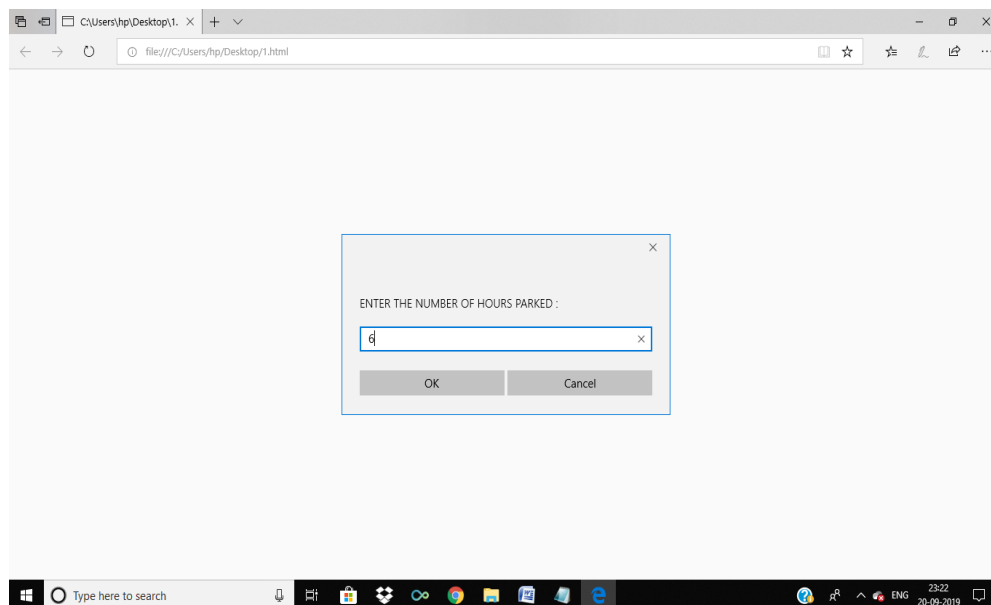 C:\Users\hp\Desktop\1.
file:///C:/Users/hp/Desktop/1.html
ENTER THE NUMBER OF HOURS PARKED :
6
OK Cancel
Type here to search
ENG
23:22
20-09-2019